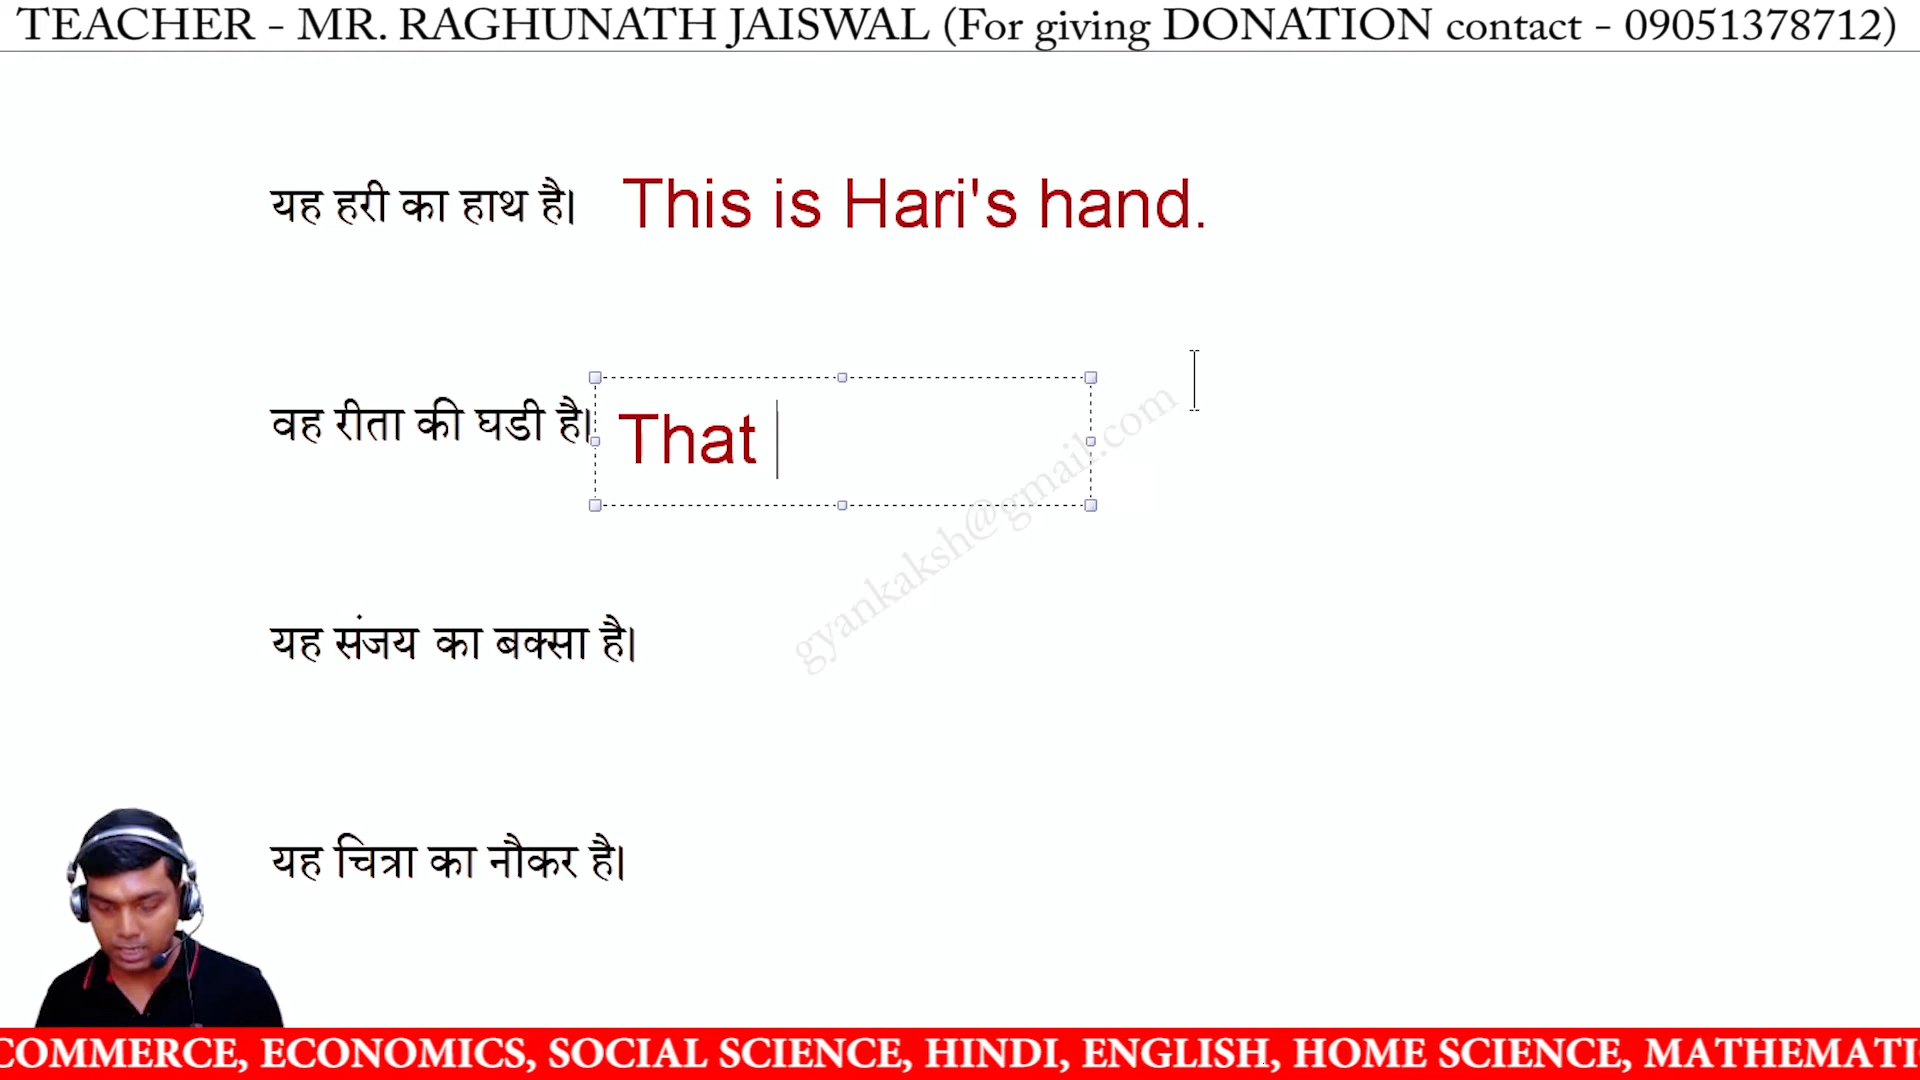 TEACHER - MR. RAGHUNATH JAISWAL (For giving DONATION contact - 09051378712)
यह हरी का हाथ है। This is Hari's hand.
वह रीता की घडी है। That
gyankaksh@gmail.com
यह संजय का बक्सा है।
यह चित्रा का नौकर है।
COMMERCE, ECONOMICS, SOCIAL SCIENCE, HINDI, ENGLISH, HOME SCIENCE, MATHEMATI